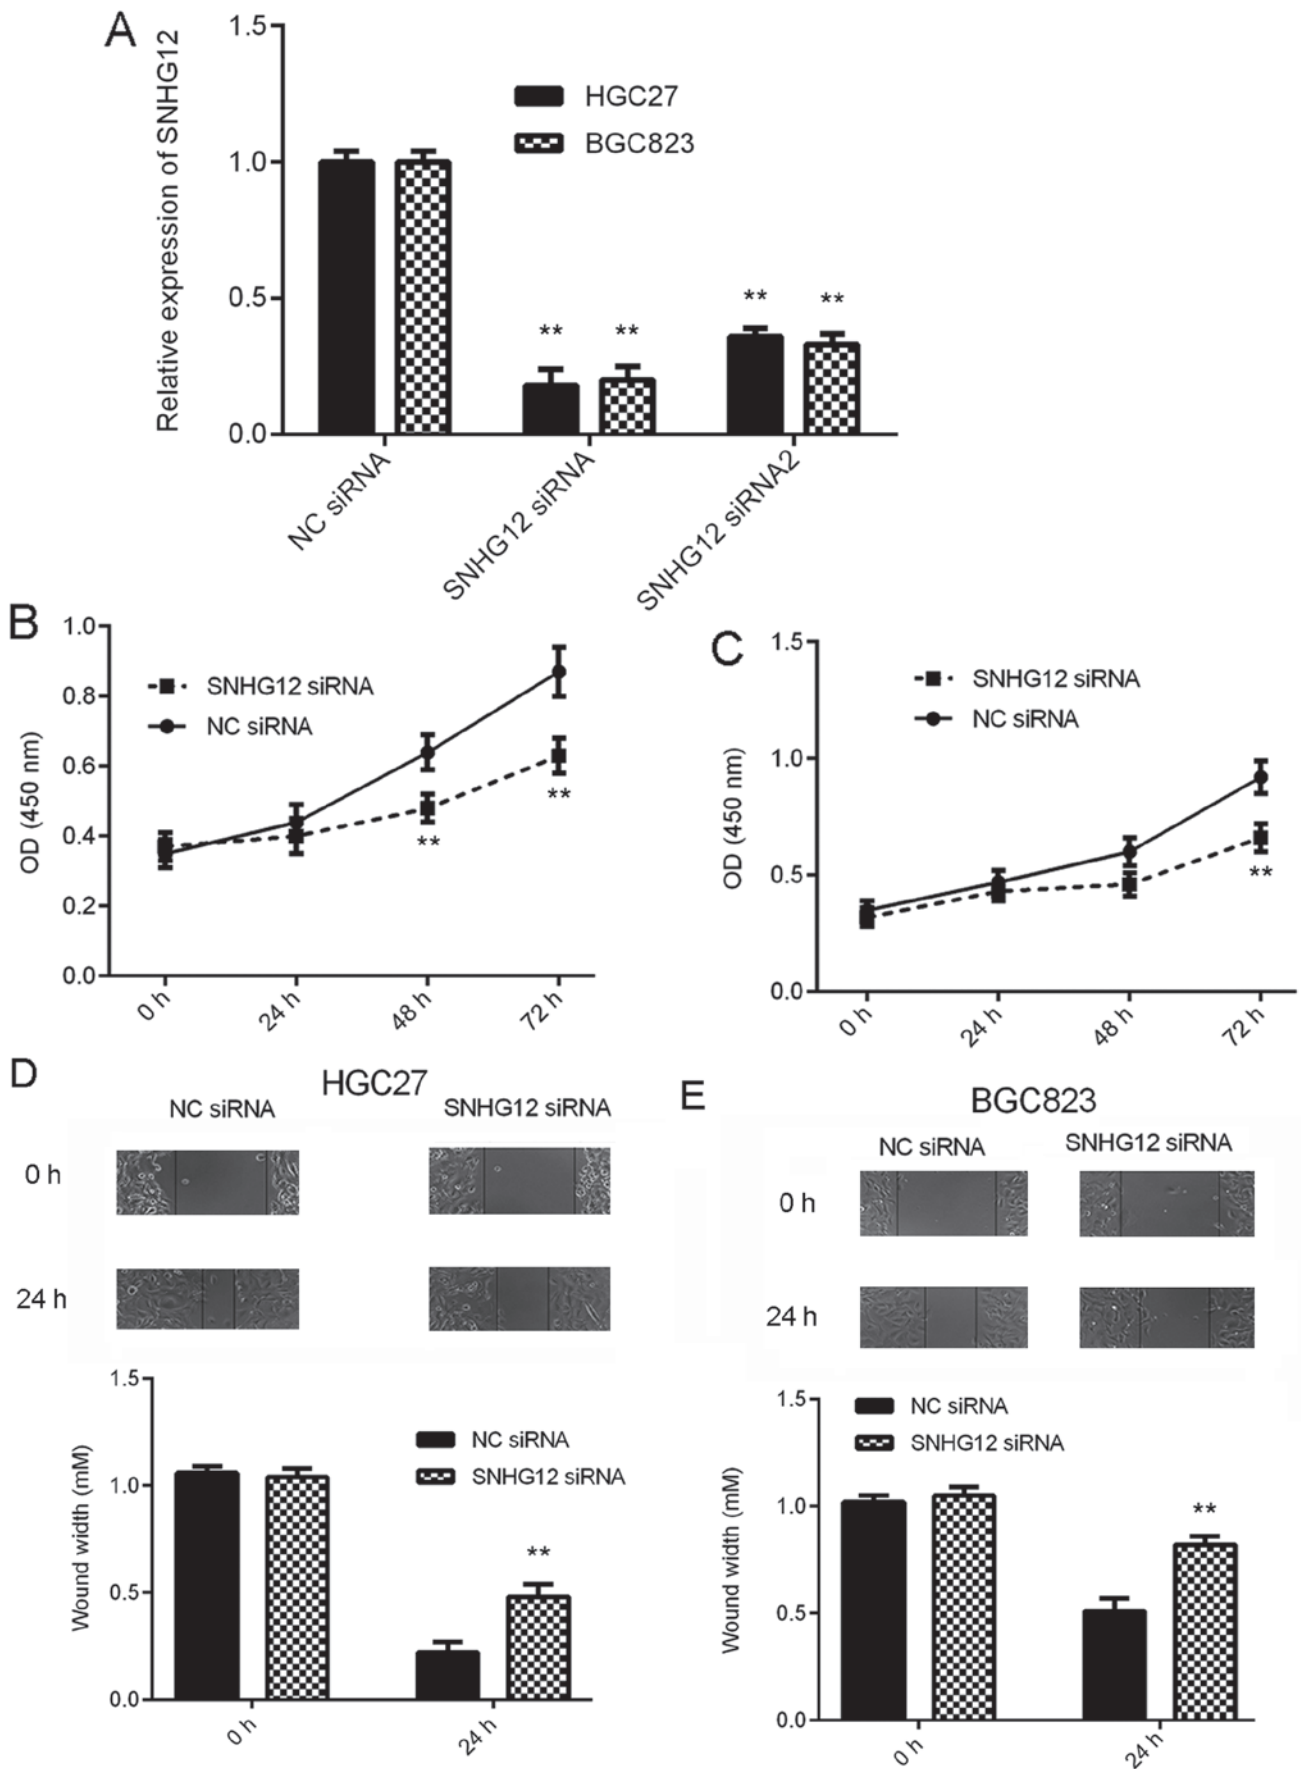 A
Relative expression of SNHG12
1.5
1.0
0.5
0.0
HGC27
BGC823
** ** ** **
NC siRNA
SNHG12 siRNA
SNHG12 siRNA2
B
OD (450 nm)
1.0
0.8
0.6
0.4
0.2
0.0
SNHG12 siRNA
NC siRNA
**
**
0 h 24 h 48 h 72 h
C
OD (450 nm)
1.5
1.0
0.5
0.0
SNHG12 siRNA
NC siRNA
**
0 h 24 h 48 h 72 h
D
HGC27
NC siRNA SNHG12 siRNA
0 h
24 h
Wound width (mM)
1.5
1.0
0.5
0.0
NC siRNA
SNHG12 siRNA
**
0 h 24 h
E
BGC823
NC siRNA SNHG12 siRNA
0 h
24 h
Wound width (mM)
1.5
1.0
0.5
0.0
NC siRNA
SNHG12 siRNA
**
0 h 24 h